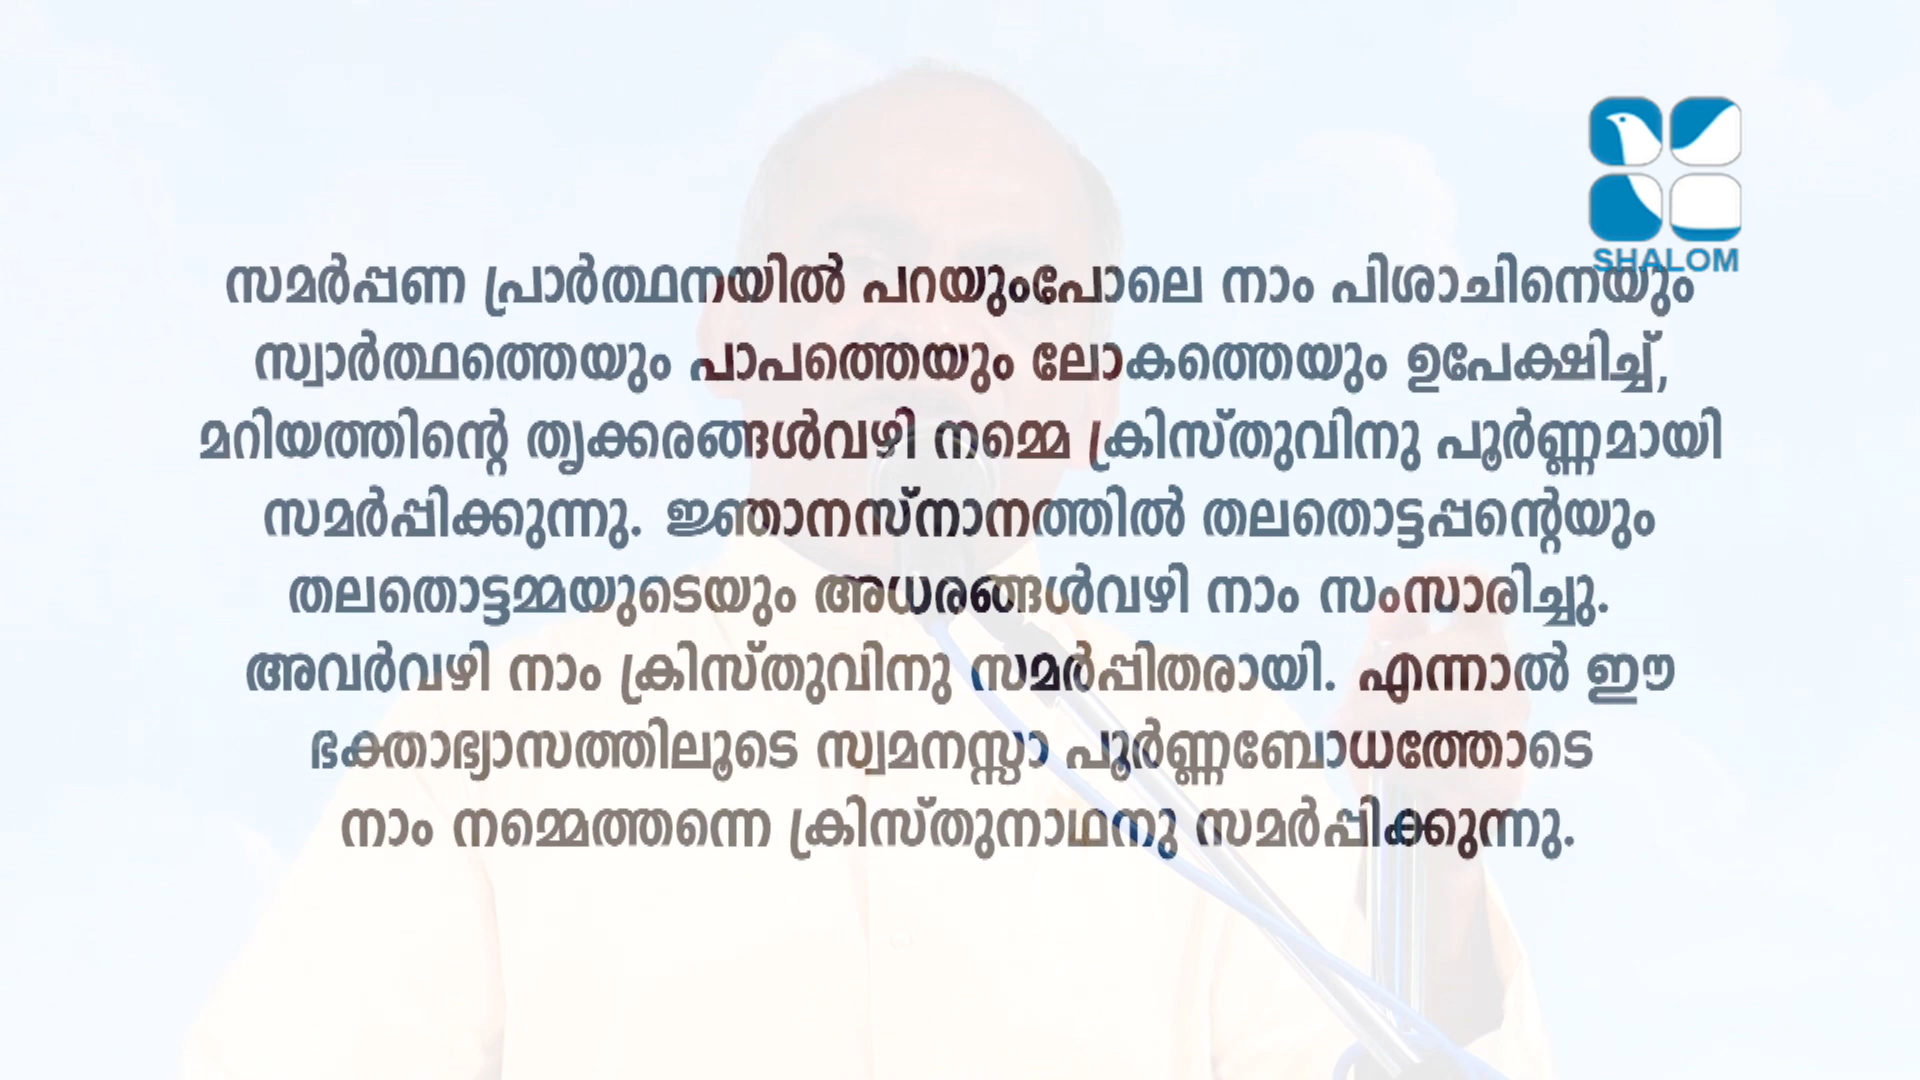 SHALOM
സമർപ്പണ പ്രാർത്ഥനയിൽ പറയുംപോലെ നാം പിശാചിനെയും
സ്വാർത്ഥത്തെയും പാപത്തെയും ലോകത്തെയും ഉപേക്ഷിച്ച്,
മറിയത്തിന്റെ തൃക്കരങ്ങൾവഴി നമ്മെ ക്രിസ്തുവിനു പൂർണ്ണമായി
സമർപ്പിക്കുന്നു. ജ്ഞാനസ്നാനത്തിൽ തലതൊട്ടപ്പന്റെയും
തലതൊട്ടമ്മയുടെയും അധരങ്ങൾവഴി നാം സംസാരിച്ചു.
അവർവഴി നാം ക്രിസ്തുവിനു സമർപ്പിതരായി. എന്നാൽ ഈ
ഭക്താഭ്യാസത്തിലൂടെ സ്വമനസ്സാ പൂർണ്ണബോധത്തോടെ
നാം നമ്മെത്തന്നെ ക്രിസ്തുനാഥനു സമർപ്പിക്കുന്നു.